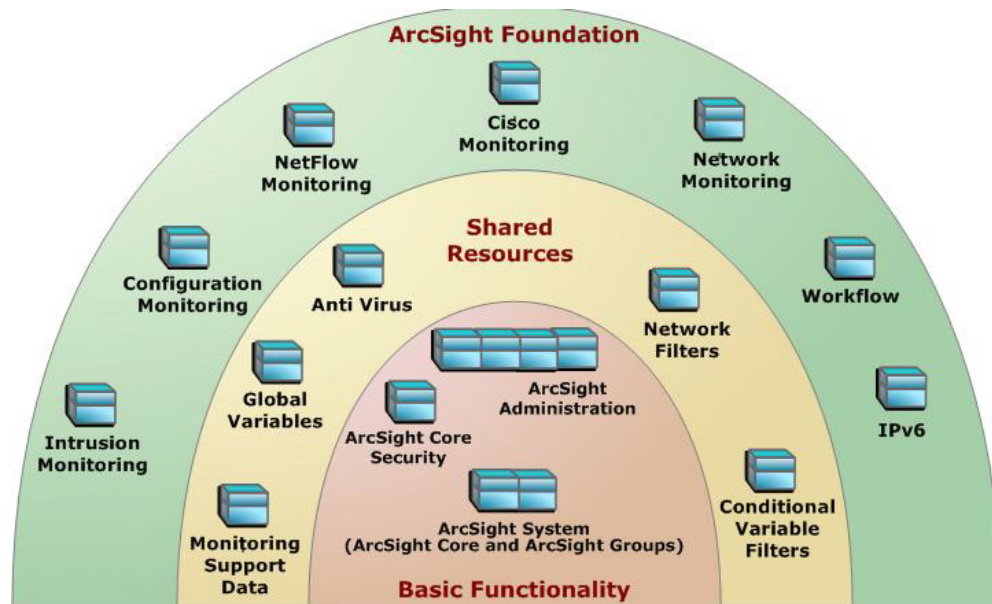 ArcSight Foundation
Cisco
Monitoring
NetFlow
Monitoring
Network
Monitoring
Configuration
Monitoring
Workflow
Intrusion
Monitoring
IPv6
Shared
Resources
Anti Virus
Network
Filters
Global
Variables
Monitoring
Support
Data
Conditional
Variable
Filters
ArcSight
Administration
ArcSight Core
Security
ArcSight System
(ArcSight Core and ArcSight Groups)
Basic Functionality